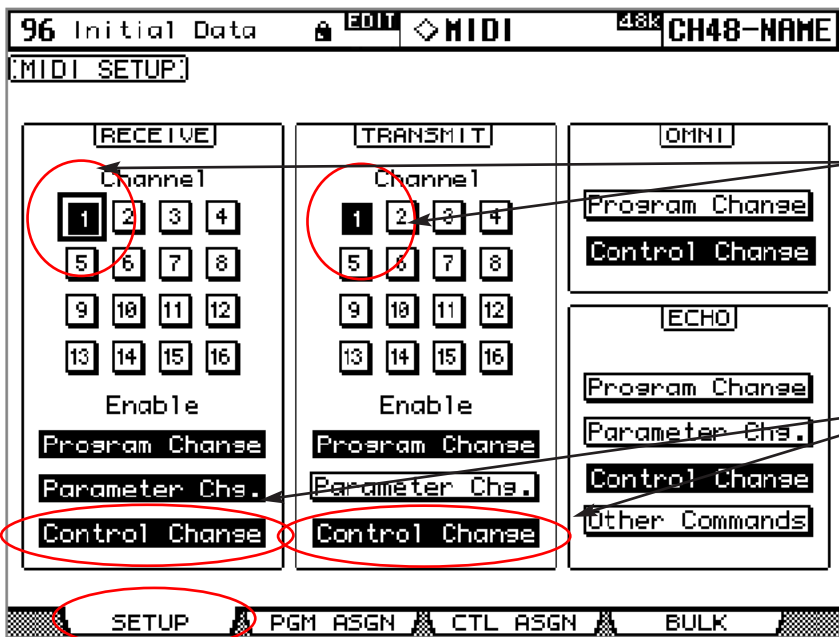 96 Initial Data EDIT ◇MIDI 48k CH48-NAME
MIDI SETUP
RECEIVE
Channel
1 2 3 4
5 6 7 8
9 10 11 12
13 14 15 16
Enable
Program Change
Parameter Chg.
Control Change
TRANSMIT
Channel
1 2 3 4
5 6 7 8
9 10 11 12
13 14 15 16
Enable
Program Change
Parameter Chg.
Control Change
OMNI
Program Change
Control Change
ECHO
Program Change
Parameter Chg.
Control Change
Other Commands
SETUP PGM ASGN CTL ASGN BULK